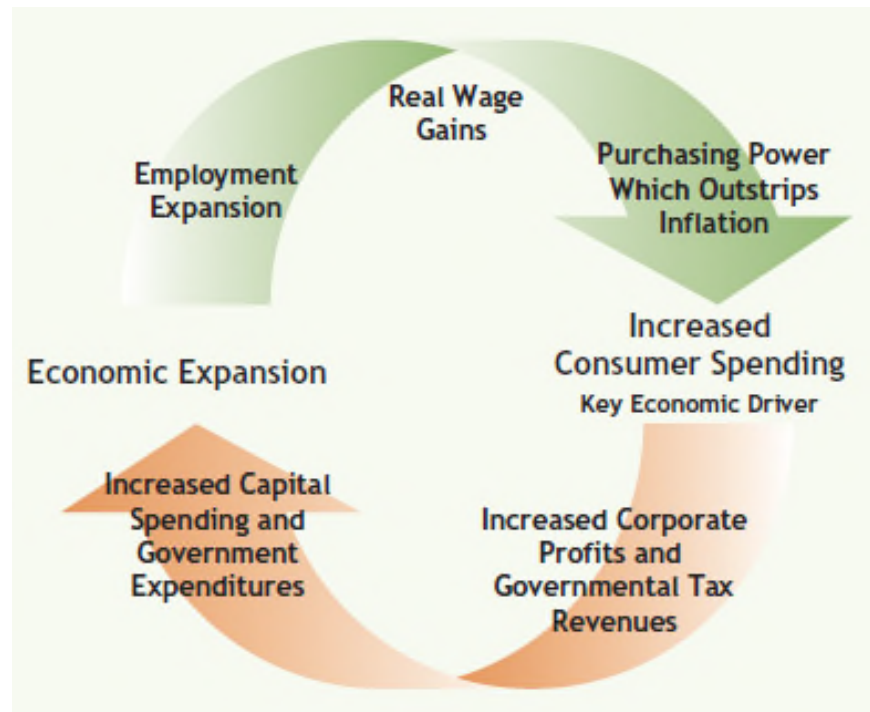 Real Wage
Gains
Employment
Expansion
Purchasing Power
Which Outstrips
Inflation
Increased
Consumer Spending
Key Economic Driver
Economic Expansion
Increased Capital
Spending and
Government
Expenditures
Increased Corporate
Profits and
Governmental Tax
Revenues